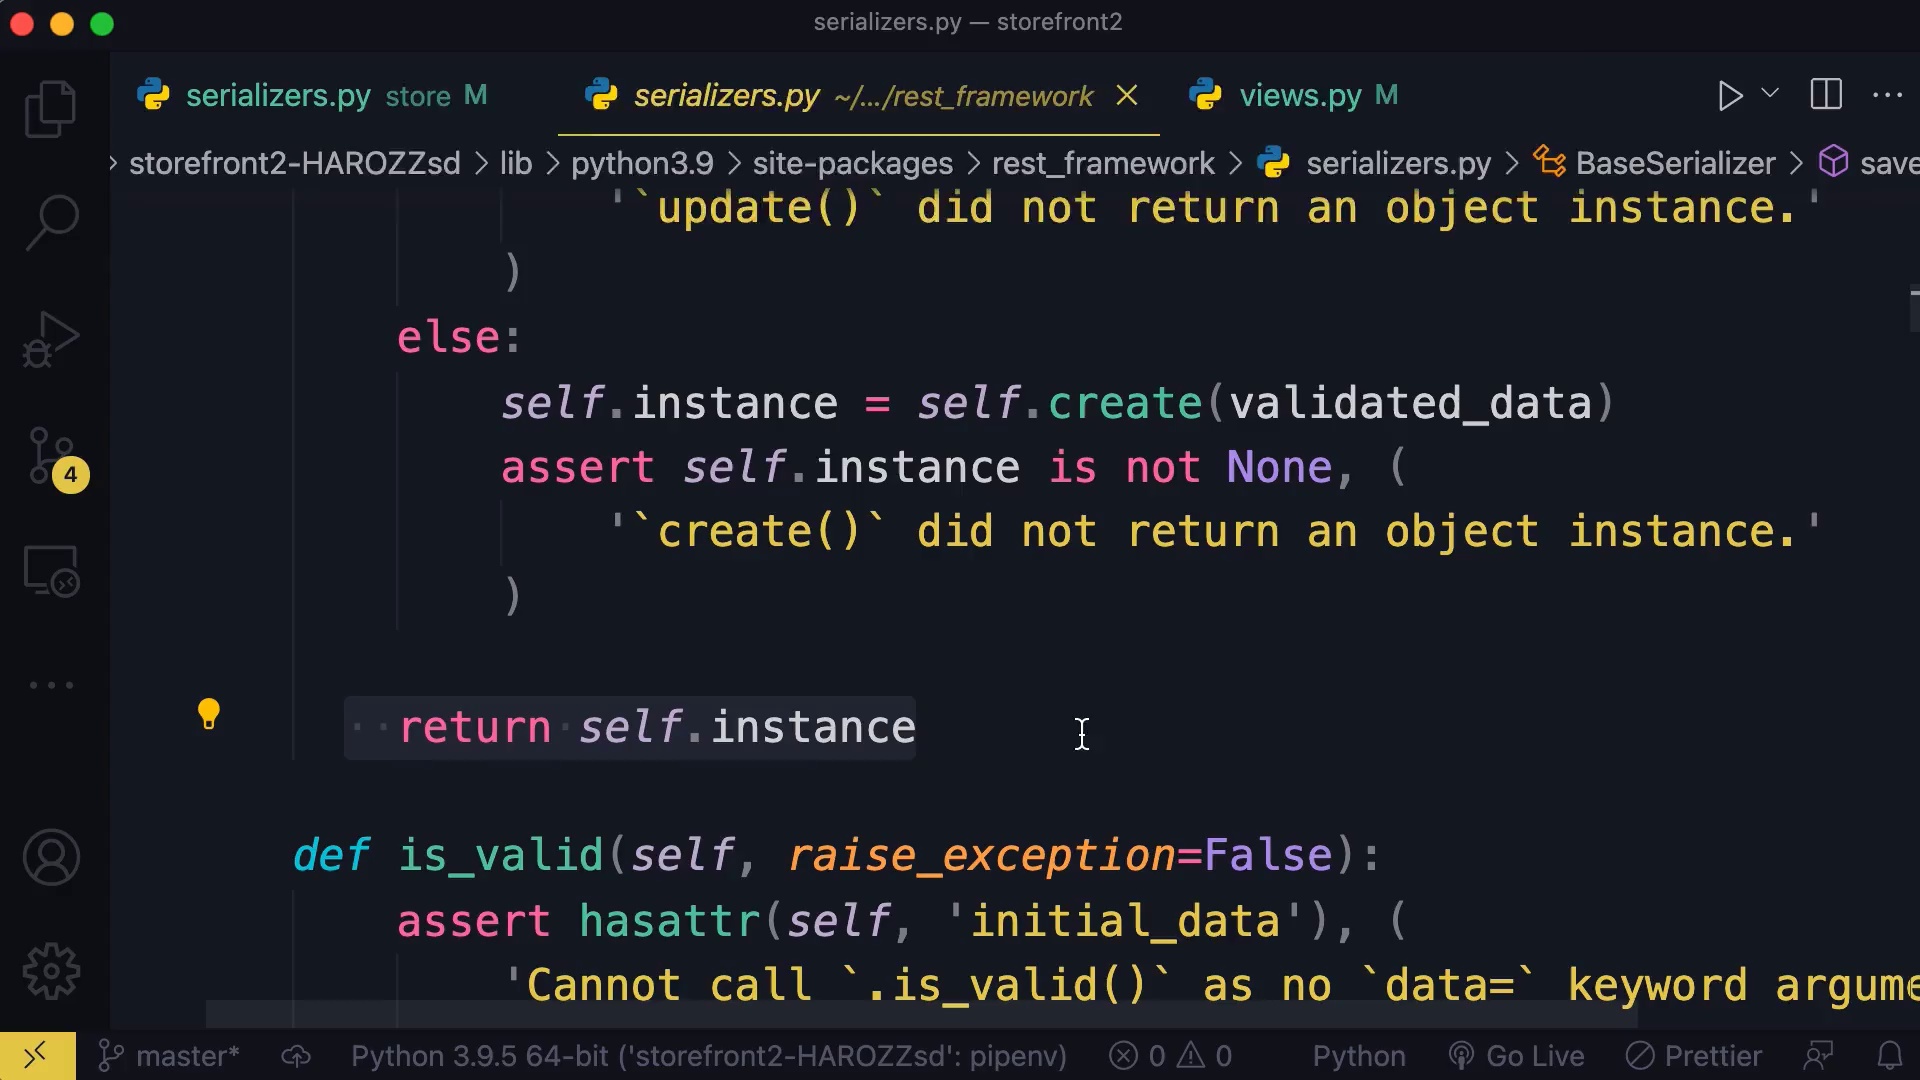 serializers.py — storefront2
serializers.py store M
serializers.py ~/.../rest_framework
views.py M
storefront2-HAROZZsd > lib > python3.9 > site-packages > rest_framework > serializers.py > BaseSerializer > save
'`update()` did not return an object instance.'
)
else:
self.instance = self.create(validated_data)
assert self.instance is not None, (
'`create()` did not return an object instance.'
)
return self.instance
def is_valid(self, raise_exception=False):
assert hasattr(self, 'initial_data'), (
'Cannot call `.is_valid()` as no `data=` keyword argume
4
master* Python 3.9.5 64-bit ('storefront2-HAROZZsd': pipenv) 0 0 Python Go Live Prettier